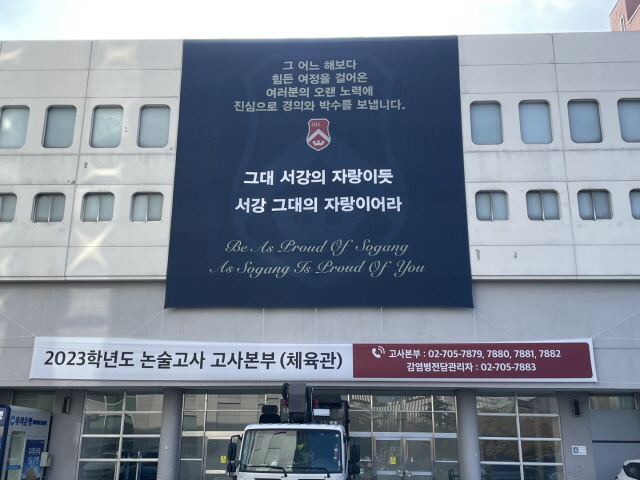 그 어느 해보다
힘든 여정을 걸어온
여러분의 오랜 노력에
진심으로 경의와 박수를 보냅니다.
IHS
그대 서강의 자랑이듯
서강 그대의 자랑이어라
Be As Proud Of Sogang
As Sogang Is Proud Of You
2023학년도 논술고사 고사본부 (체육관)
고사본부 : 02-705-7879, 7880, 7881, 7882
감염병전담관리자 : 02-705-7883
우리은행